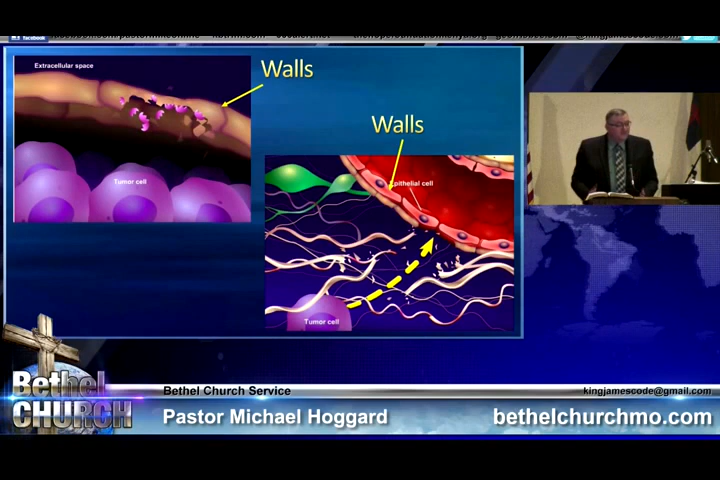 facebook
@kingjamescode
Walls
Extracellular space
Tumor cell
Walls
Epithelial cell
Tumor cell
Bethel
CHURCH
Bethel Church Service
kingjamescode@gmail.com
Pastor Michael Hoggard
bethelchurchmo.com